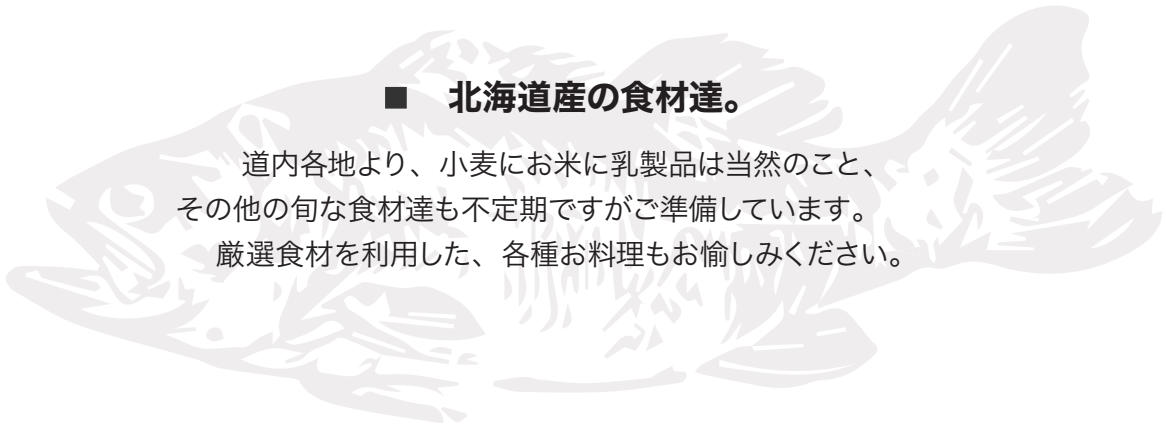 ■　北海道産の食材達。
道内各地より、小麦にお米に乳製品は当然のこと、
その他の旬な食材達も不定期ですがご準備しています。
厳選食材を利用した、各種お料理もお愉しみください。